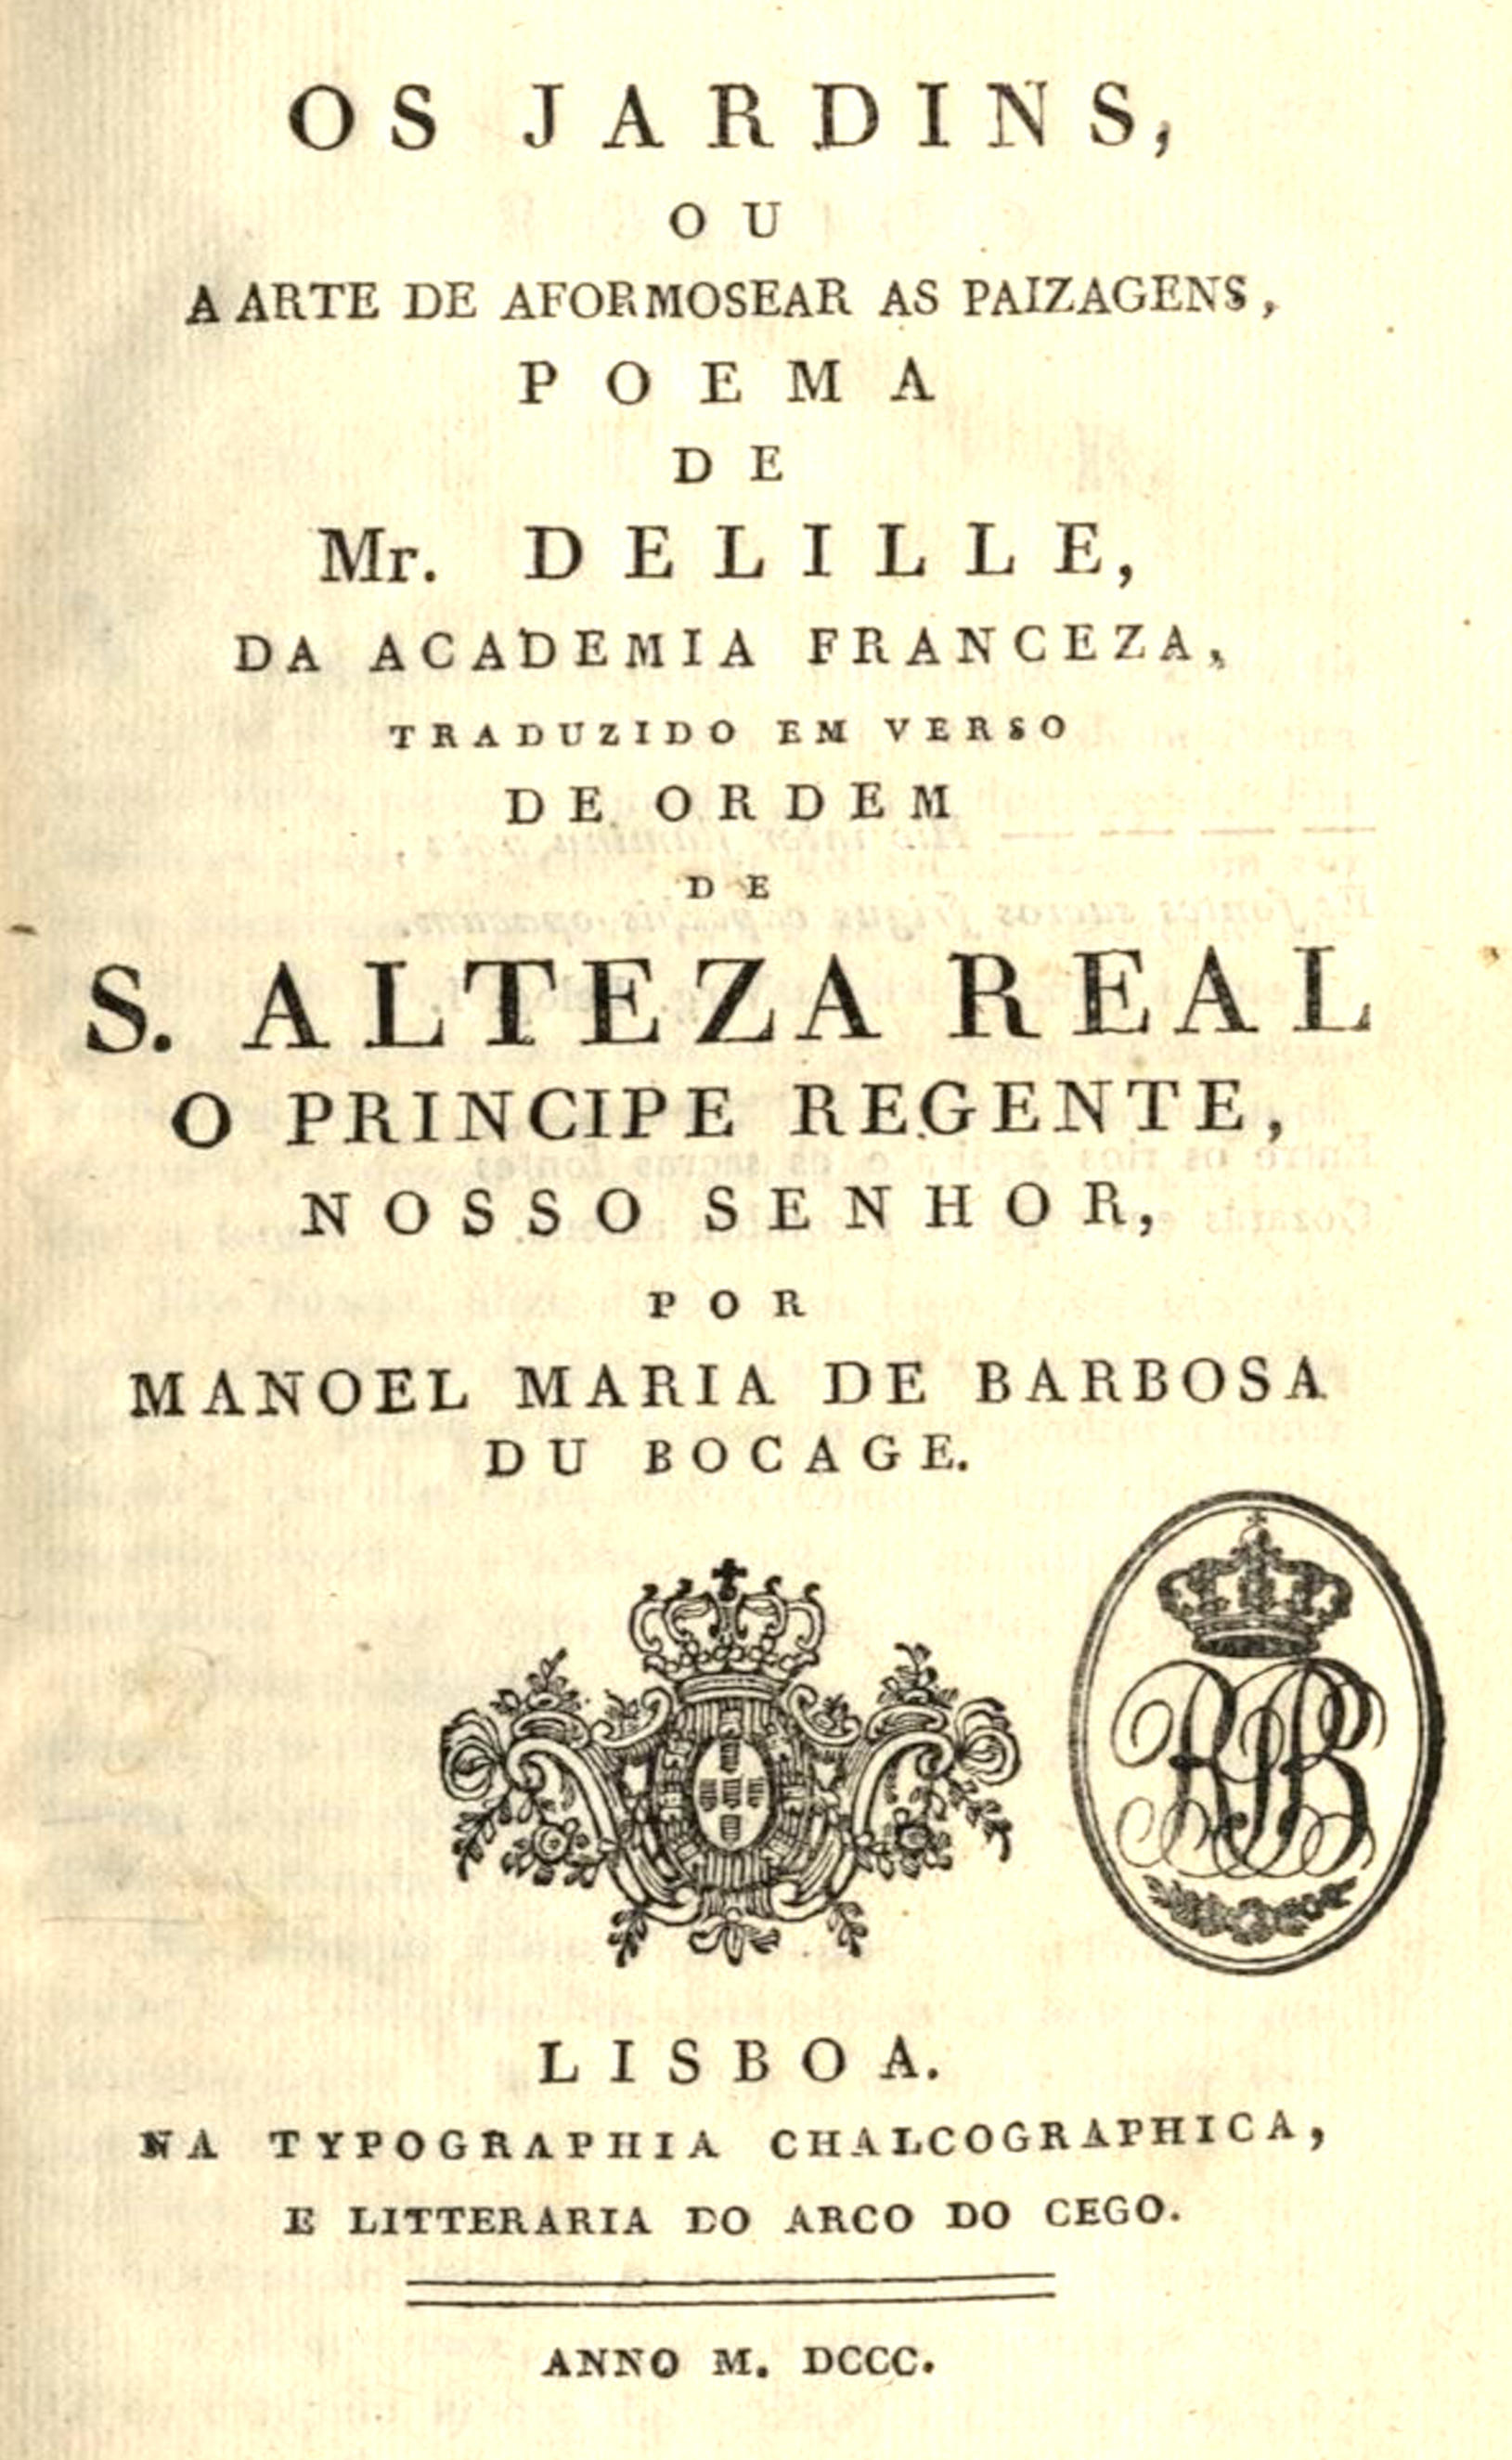 OS JARDINS,
OU
A ARTE DE AFORMOSEAR AS PAIZAGENS,
POEMA
DE
Mr. DELILLE,
DA ACADEMIA FRANCEZA,
TRADUZIDO EM VERSO
DE ORDEM
DE
S. ALTEZA REAL
O PRINCIPE REGENTE,
NOSSO SENHOR,
POR
MANOEL MARIA DE BARBOSA
DU BOCAGE.
LISBOA.
NA TYPOGRAPHIA CHALCOGRAPHICA,
E LITTERARIA DO ARCO DO CEGO.
ANNO M. DCCC.